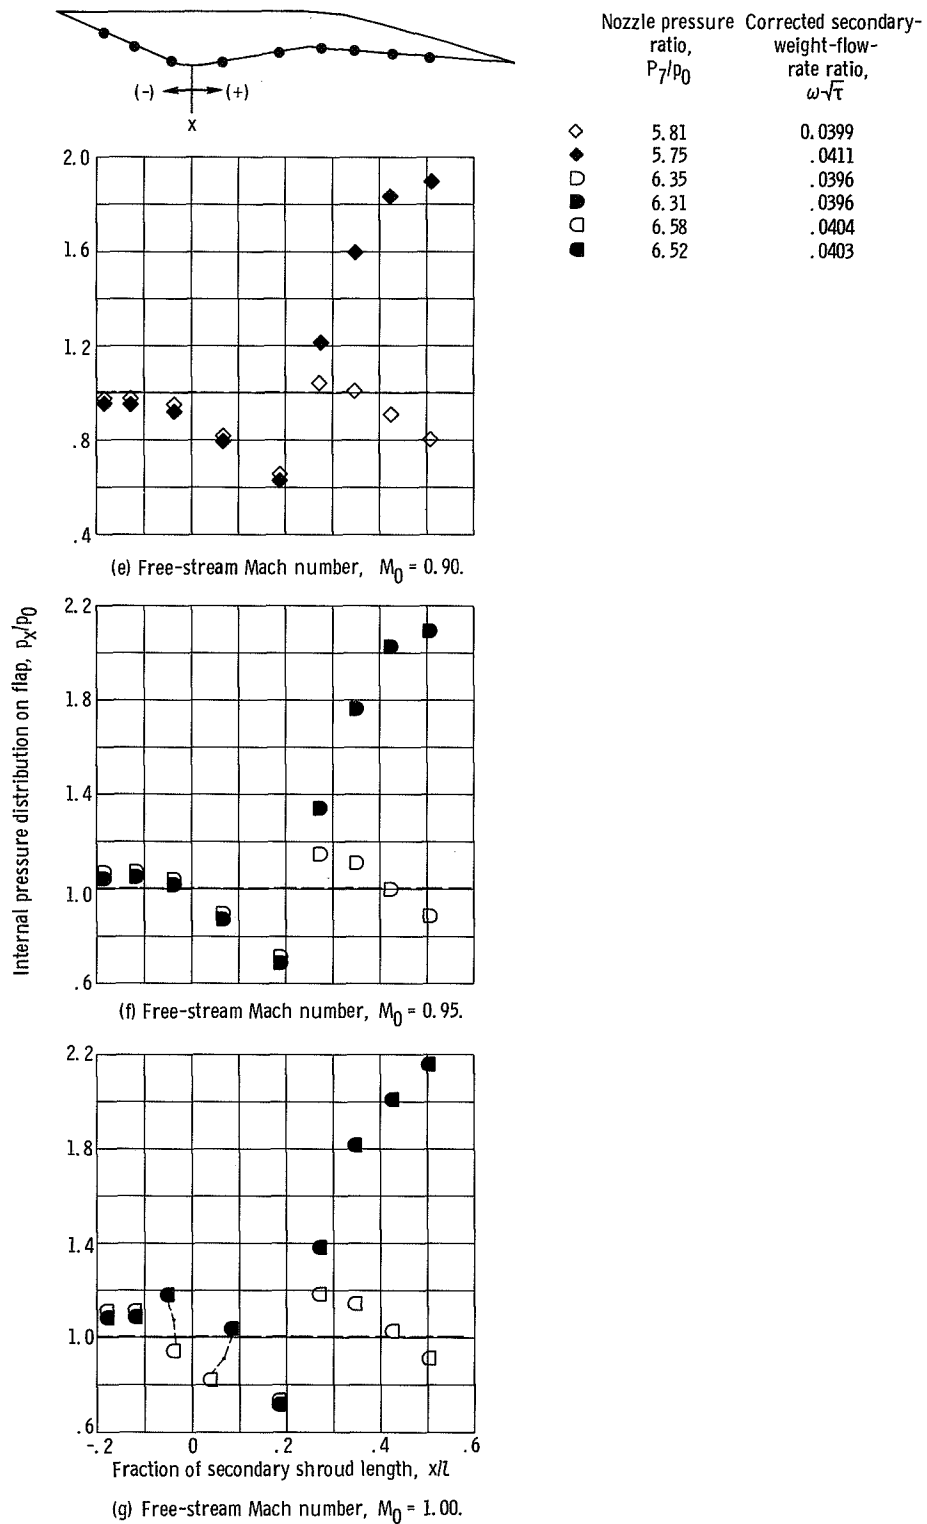 Nozzle pressure ratio, P7/p0
Corrected secondary-weight-flow-rate ratio, ω√τ
(-) (+)
x
5.81 0.0399
5.75 .0411
6.35 .0396
6.31 .0396
6.58 .0404
6.52 .0403
2.0
1.6
1.2
.8
.4
(e) Free-stream Mach number, M0 = 0.90.
Internal pressure distribution on flap, px/p0
2.2
1.8
1.4
1.0
.6
(f) Free-stream Mach number, M0 = 0.95.
2.2
1.8
1.4
1.0
.6
-.2 0 .2 .4 .6
Fraction of secondary shroud length, x/l
(g) Free-stream Mach number, M0 = 1.00.